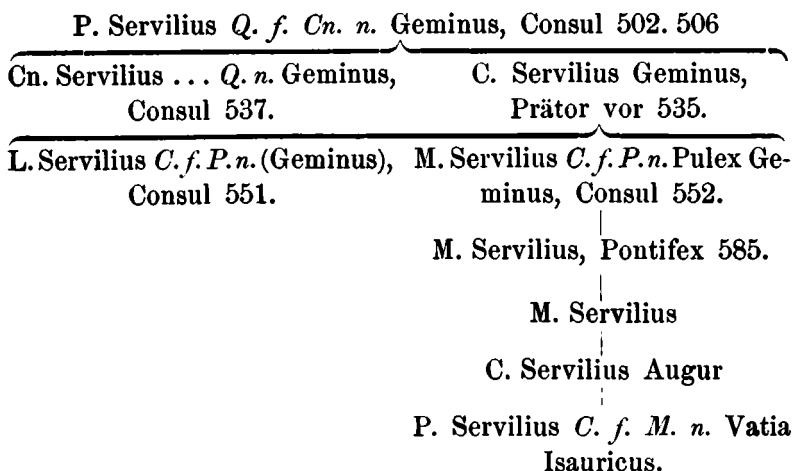 P. Servilius Q. f. Cn. n. Geminus, Consul 502. 506
Cn. Servilius ... Q. n. Geminus, C. Servilius Geminus,
Consul 537. Prätor vor 535.
L. Servilius C. f. P. n. (Geminus), M. Servilius C. f. P. n. Pulex Ge-
Consul 551. minus, Consul 552.
M. Servilius, Pontifex 585.
M. Servilius
C. Servilius Augur
P. Servilius C. f. M. n. Vatia
Isauricus.